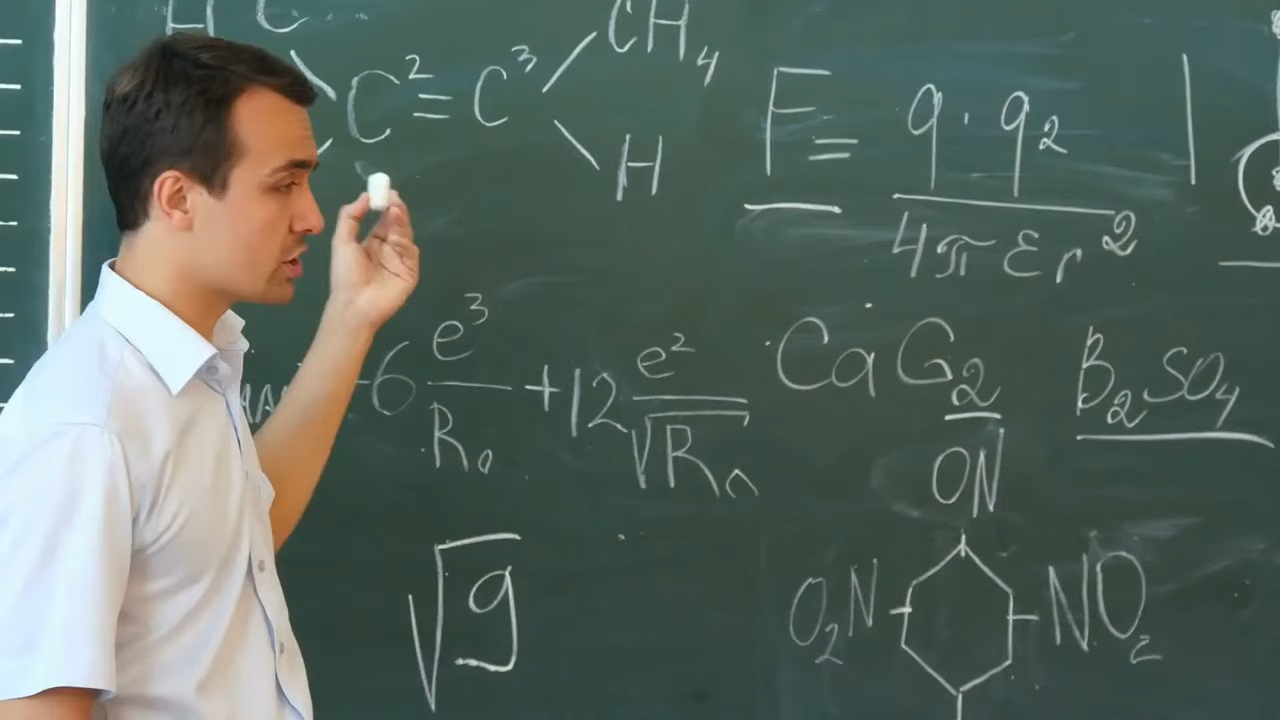 H C
C² = C³
CH₄
H
F = q · q₂ / 4πεr²
6 e³/R₀ + 12 e²/√Rₙ
CaG₂
B₂SO₄
ON
√g
O₂N
NO₂